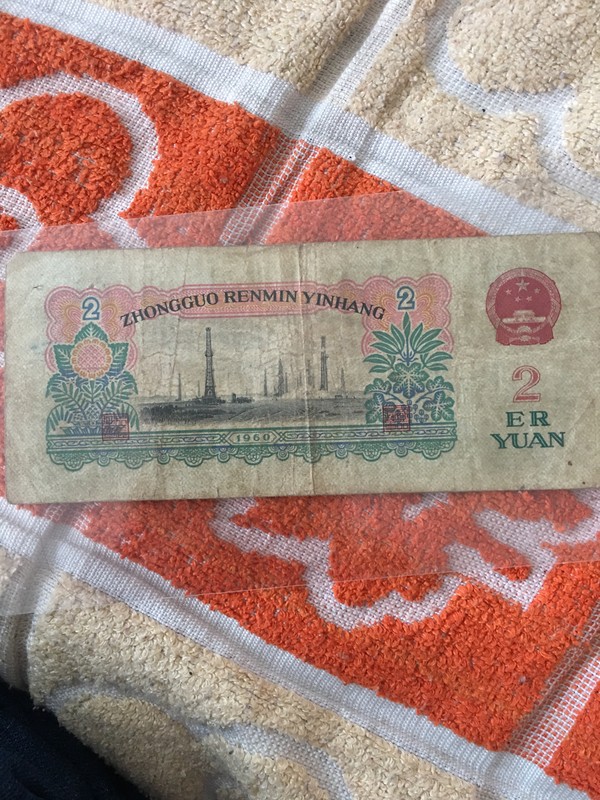 2
ZHONGGUO RENMIN YINHANG
2
1960
2
ER
YUAN